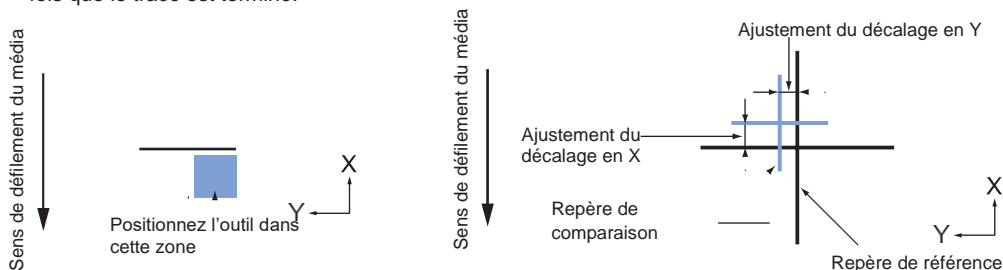 Sens de défilement du média
Positionnez l'outil dans
cette zone
X
Y
Sens de défilement du média
Ajustement du décalage en Y
Ajustement du
décalage en X
Repère de
comparaison
X
Y
Repère de référence